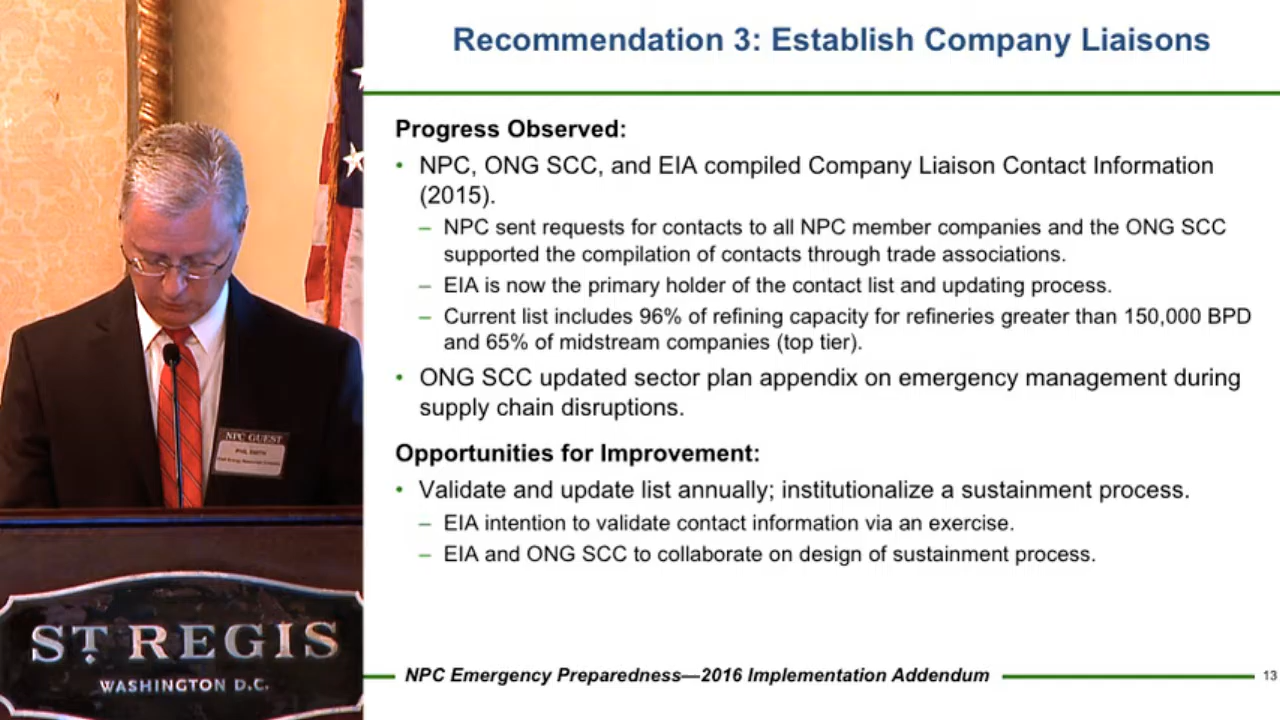 Recommendation 3: Establish Company Liaisons
Progress Observed:
• NPC, ONG SCC, and EIA compiled Company Liaison Contact Information
(2015).
– NPC sent requests for contacts to all NPC member companies and the ONG SCC
supported the compilation of contacts through trade associations.
– EIA is now the primary holder of the contact list and updating process.
– Current list includes 96% of refining capacity for refineries greater than 150,000 BPD
and 65% of midstream companies (top tier).
• ONG SCC updated sector plan appendix on emergency management during
supply chain disruptions.
Opportunities for Improvement:
• Validate and update list annually; institutionalize a sustainment process.
– EIA intention to validate contact information via an exercise.
– EIA and ONG SCC to collaborate on design of sustainment process.
NPC Emergency Preparedness—2016 Implementation Addendum
13
NPC GUEST
PHIL SMITH
ST. REGIS
WASHINGTON D.C.